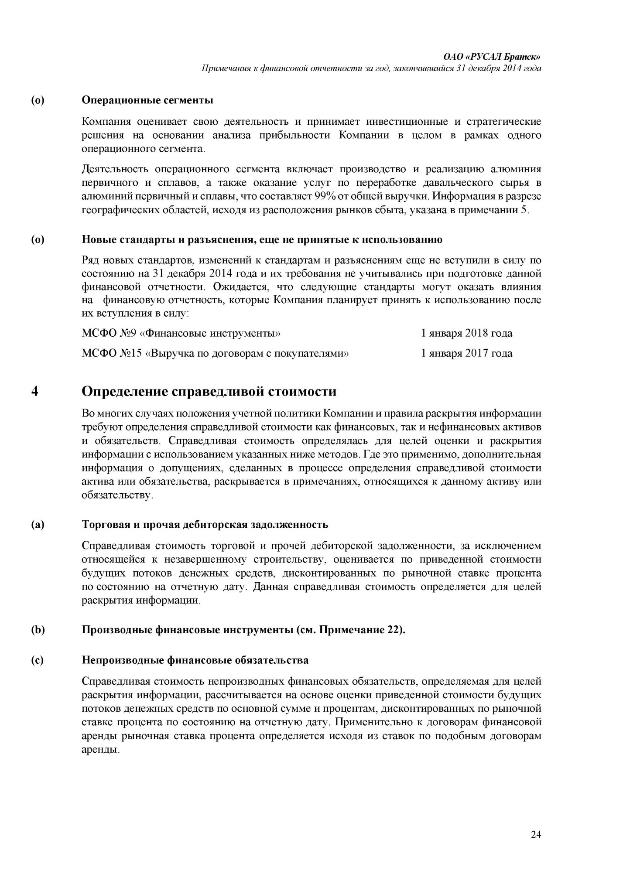 ОАО «РУСАЛ Братск»
Примечания к финансовой отчетности за год, закончившийся 31 декабря 2014 года
(o) Операционные сегменты
Компания оценивает свою деятельность и принимает инвестиционные и стратегические
решения на основании анализа прибыльности Компании в целом в рамках одного
операционного сегмента.
Деятельность операционного сегмента включает производство и реализацию алюминия
первичного и сплавов, а также оказание услуг по переработке давальческого сырья в
алюминий первичный и сплавы, что составляет 99% от общей выручки. Информация в разрезе
географических областей, исходя из расположения рынков сбыта, указана в примечании 5.
(o) Новые стандарты и разъяснения, еще не принятые к использованию
Ряд новых стандартов, изменений к стандартам и разъяснениям еще не вступили в силу по
состоянию на 31 декабря 2014 года и их требования не учитывались при подготовке данной
финансовой отчетности. Ожидается, что следующие стандарты могут оказать влияния
на финансовую отчетность, которые Компания планирует принять к использованию после
их вступления в силу:
МСФО №9 «Финансовые инструменты» 1 января 2018 года
МСФО №15 «Выручка по договорам с покупателями» 1 января 2017 года
4 Определение справедливой стоимости
Во многих случаях положения учетной политики Компании и правила раскрытия информации
требуют определения справедливой стоимости как финансовых, так и нефинансовых активов
и обязательств. Справедливая стоимость определялась для целей оценки и раскрытия
информации с использованием указанных ниже методов. Где это применимо, дополнительная
информация о допущениях, сделанных в процессе определения справедливой стоимости
актива или обязательства, раскрывается в примечаниях, относящихся к данному активу или
обязательству.
(a) Торговая и прочая дебиторская задолженность
Справедливая стоимость торговой и прочей дебиторской задолженности, за исключением
относящейся к незавершенному строительству, оценивается по приведенной стоимости
будущих потоков денежных средств, дисконтированных по рыночной ставке процента
по состоянию на отчетную дату. Данная справедливая стоимость определяется для целей
раскрытия информации.
(b) Производные финансовые инструменты (см. Примечание 22).
(c) Непроизводные финансовые обязательства
Справедливая стоимость непроизводных финансовых обязательств, определяемая для целей
раскрытия информации, рассчитывается на основе оценки приведенной стоимости будущих
потоков денежных средств по основной сумме и процентам, дисконтированных по рыночной
ставке процента по состоянию на отчетную дату. Применительно к договорам финансовой
аренды рыночная ставка процента определяется исходя из ставок по подобным договорам
аренды.
24